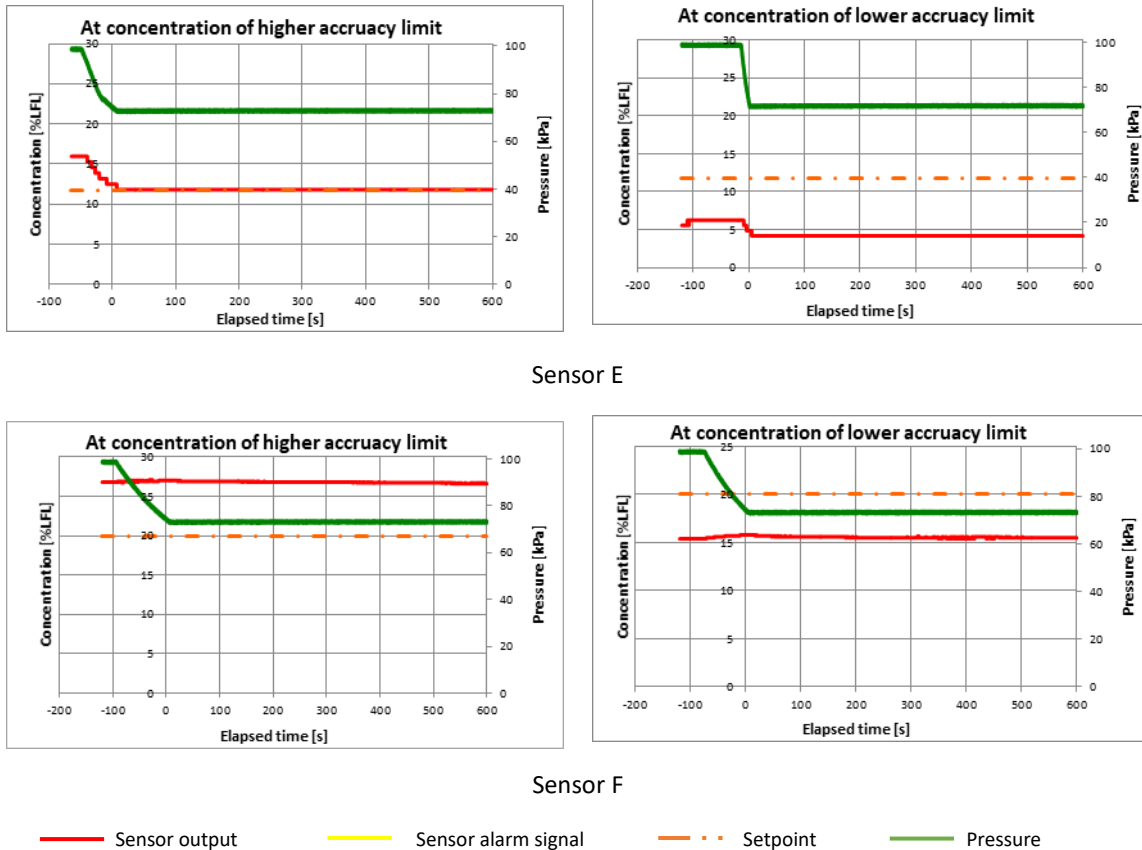 At concentration of higher accruacy limit
Concentration [%LFL]
30
25
20
15
10
5
0
100
80
60
40
20
0
Pressure [kPa]
-100 0 100 200 300 400 500 600
Elapsed time [s]
At concentration of lower accruacy limit
Concentration [%LFL]
30
25
20
15
10
5
0
100
80
60
40
20
0
Pressure [kPa]
-200 -100 0 100 200 300 400 500 600
Elapsed time [s]
Sensor E
At concentration of higher accruacy limit
Concentration [%LFL]
30
25
20
15
10
5
0
100
80
60
40
20
0
Pressure [kPa]
-200 -100 0 100 200 300 400 500 600
Elapsed time [s]
At concentration of lower accruacy limit
Concentration [%LFL]
25
20
15
10
5
0
100
80
60
40
20
0
Pressure [kPa]
-200 -100 0 100 200 300 400 500 600
Elapsed time [s]
Sensor F
Sensor output Sensor alarm signal Setpoint Pressure